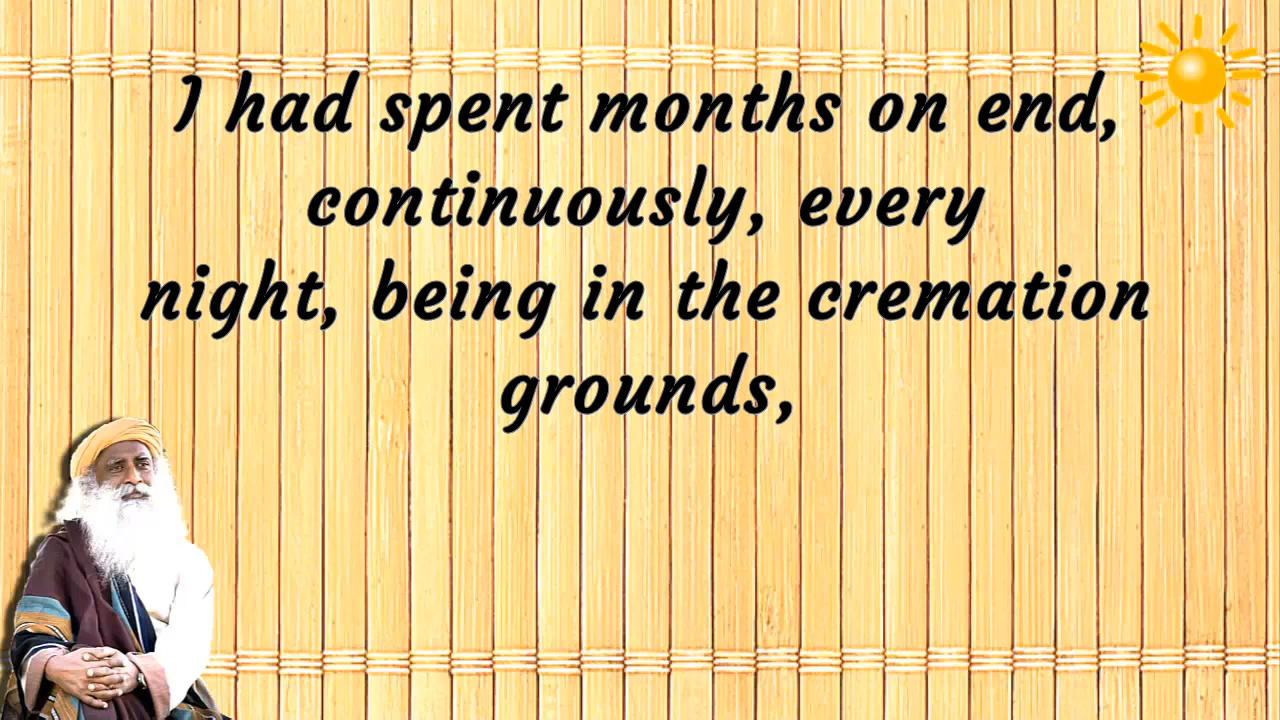 I had spent months on end,
continuously, every
night, being in the cremation
grounds,